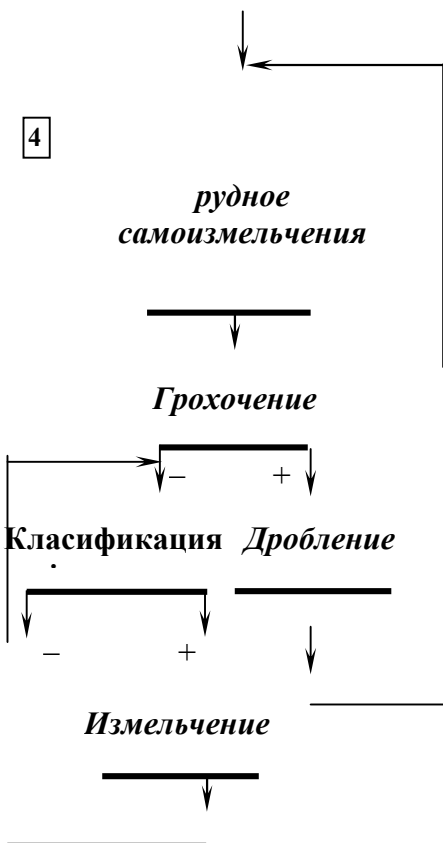 4
рудное
самоизмельчения
Грохочение
– +
Класификация Дробление
– +
Измельчение